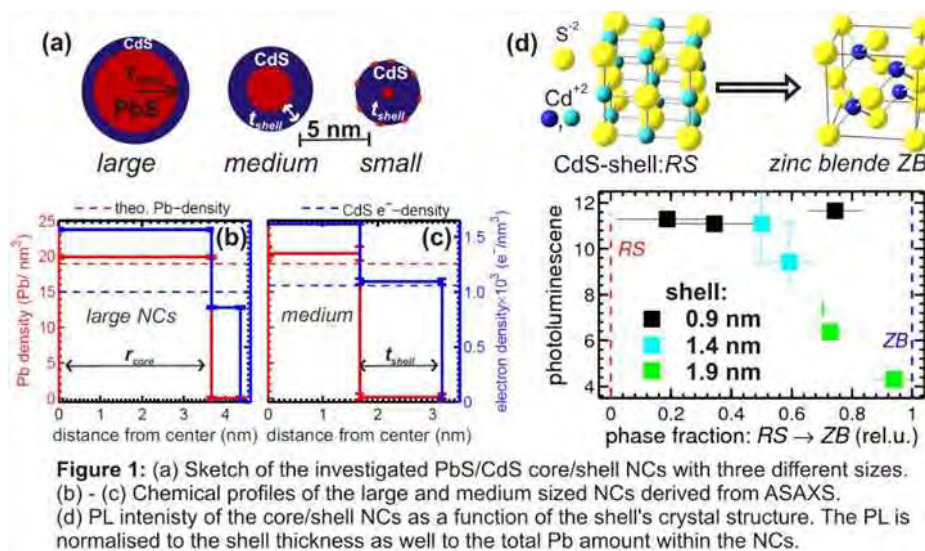 (a)
CdS
PbS
large
CdS
t_shell
medium
CdS
t_shell
small
5 nm
(d)
S-2
Cd+2
CdS-shell:RS
zinc blende ZB
theo. Pb-density
CdS e⁻-density
(b)
25
20
15
10
5
0
Pb density (Pb/ nm³)
large NCs
r_core
0 1 2 3 4
distance from center (nm)
(c)
medium
t_shell
0 1 2 3
distance from center (nm)
1.5
1.0
0.5
0
electron density×10³ (e⁻/nm³)
photoluminescene
12
10
8
6
4
RS
shell:
0.9 nm
1.4 nm
1.9 nm
ZB
0 0.2 0.4 0.6 0.8 1
phase fraction: RS → ZB (rel.u.)
Figure 1: (a) Sketch of the investigated PbS/CdS core/shell NCs with three different sizes.
(b) - (c) Chemical profiles of the large and medium sized NCs derived from ASAXS.
(d) PL intenisty of the core/shell NCs as a function of the shell's crystal structure. The PL is
normalised to the shell thickness as well to the total Pb amount within the NCs.